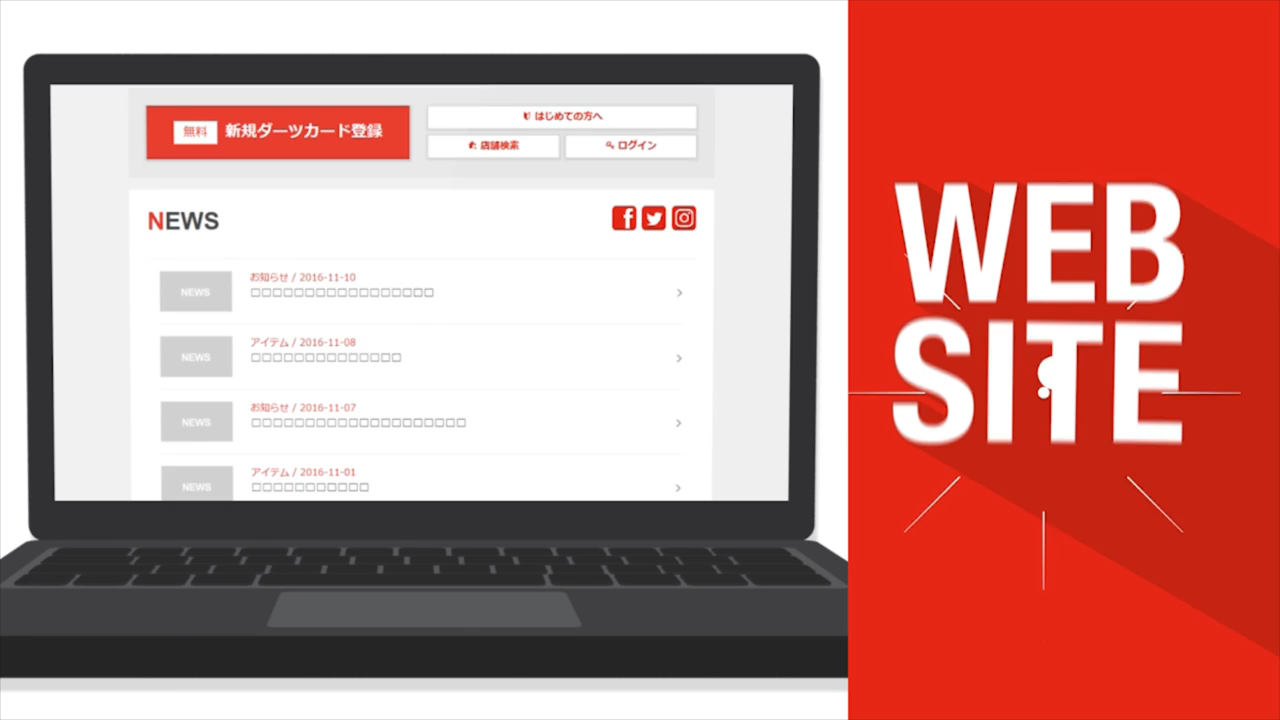 無料 新規ダーツカード登録
はじめての方へ
店舗検索
ログイン
NEWS
NEWS
お知らせ / 2016-11-10
□□□□□□□□□□□□□□□□□
NEWS
アイテム / 2016-11-08
□□□□□□□□□□□□□□
NEWS
お知らせ / 2016-11-07
□□□□□□□□□□□□□□□□□□□□
NEWS
アイテム / 2016-11-01
□□□□□□□□□□□
WEB
SITE